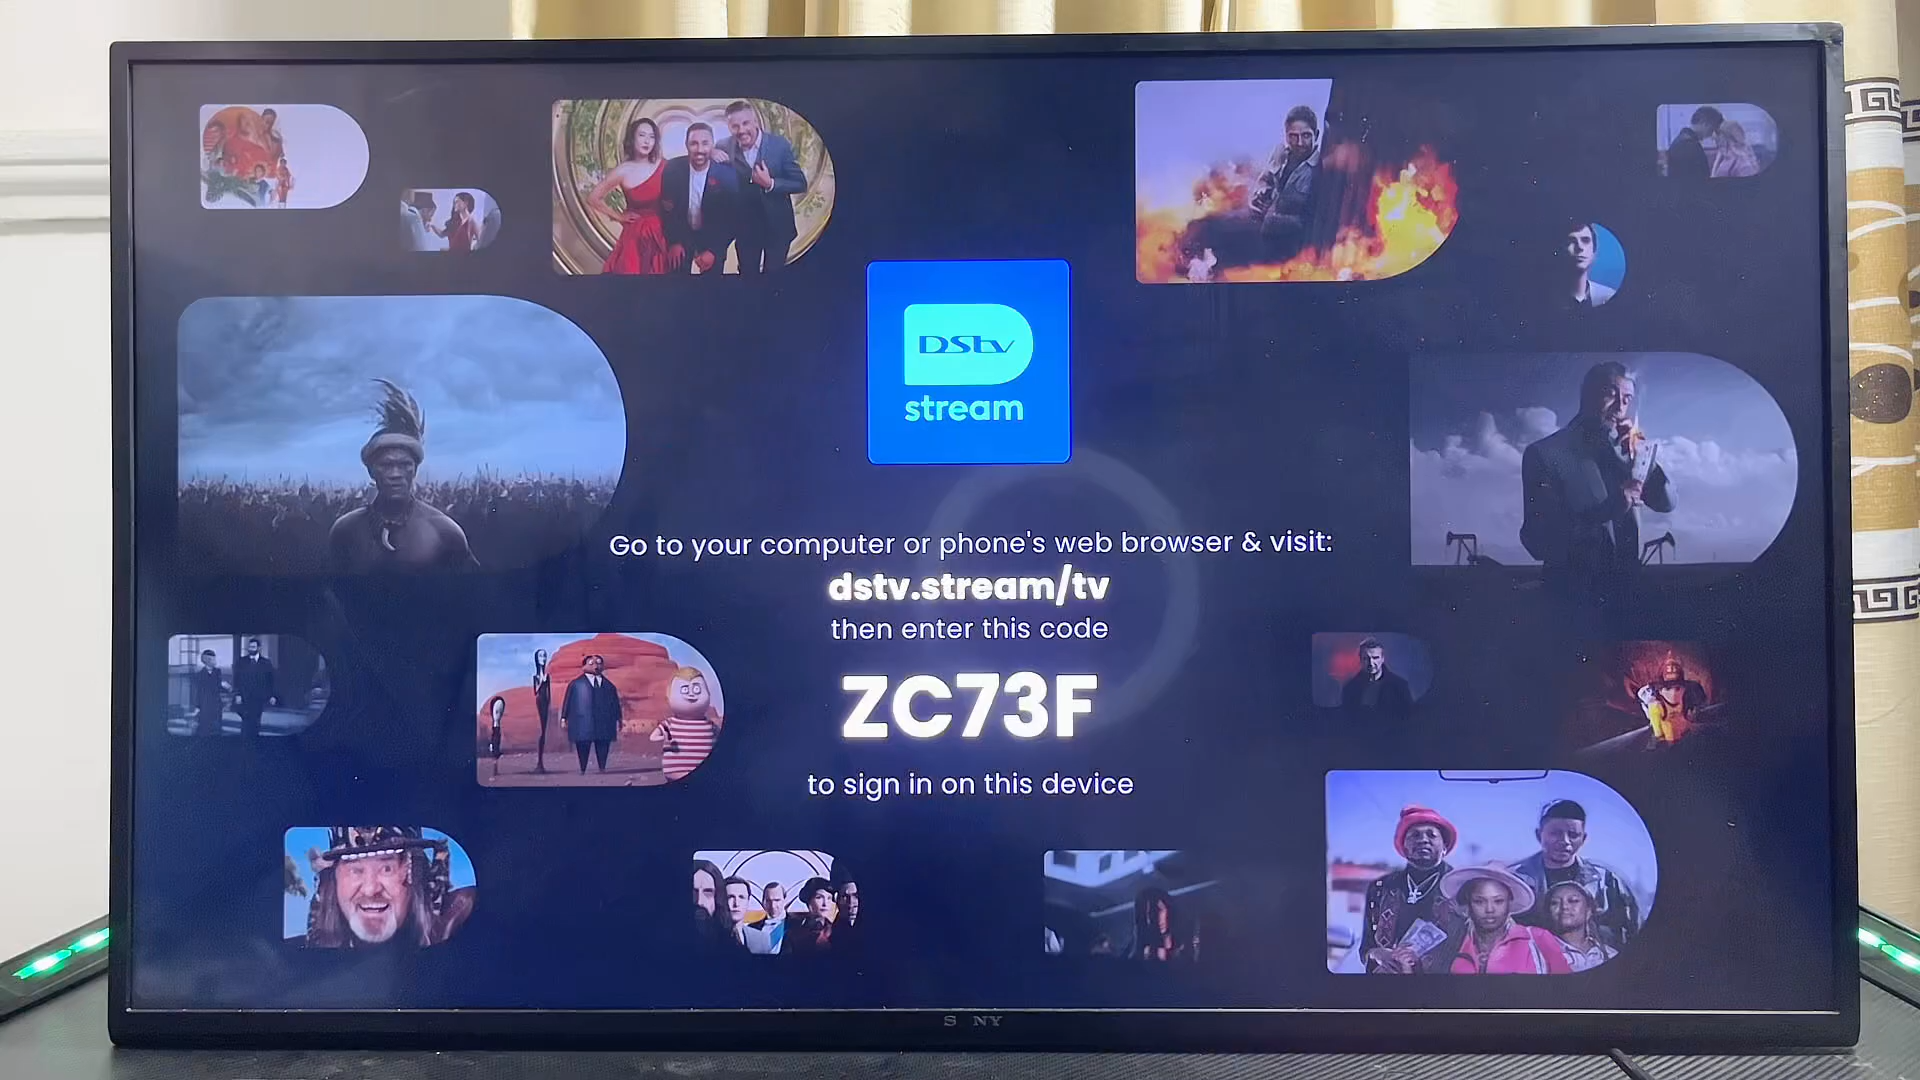 DStv
stream
Go to your computer or phone's web browser & visit:
dstv.stream/tv
then enter this code
ZC73F
to sign in on this device
S NY